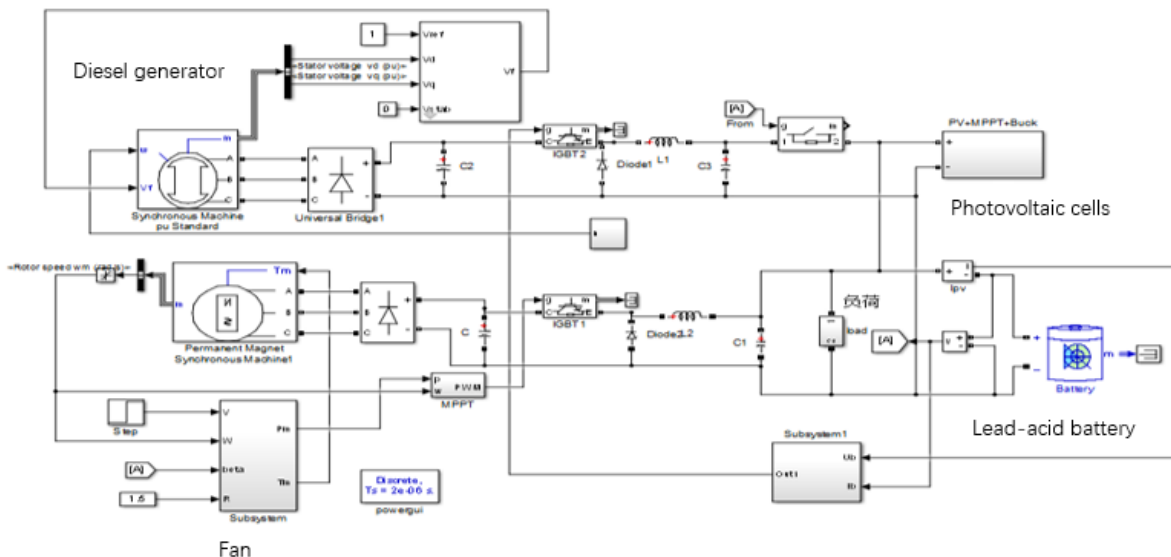 Diesel generator
1
Vref
Vd
Vq
Vf
«Stator voltage vd (pu)»
«Stator voltage vq (pu)»
0
m
Vf
A
B
C
A
B
C
+
-
Synchronous Machine
pu Standard
Universal Bridge1
C2
g
m
C
E
IGBT2
Diode1
L1
C3
[A]
From
g
m
1
2
PV+MPPT+Buck
+
-
Photovoltaic cells
Tm
m
A
B
C
A
B
C
+
-
Permanent Magnet
Synchronous Machine1
C
g
m
C
E
IGBT1
L2
C1
负荷
load
[A]
+
-
i
Ipv
v
+
-
+
-
m
Battery
Lead-acid battery
P
w
PWM
MPPT
Step
[A]
1.5
V
W
beta
R
Pm
Tm
Subsystem
Discrete,
Ts = 2e-06 s.
powergui
Subsystem1
Out1
Ub
Ib
Fan